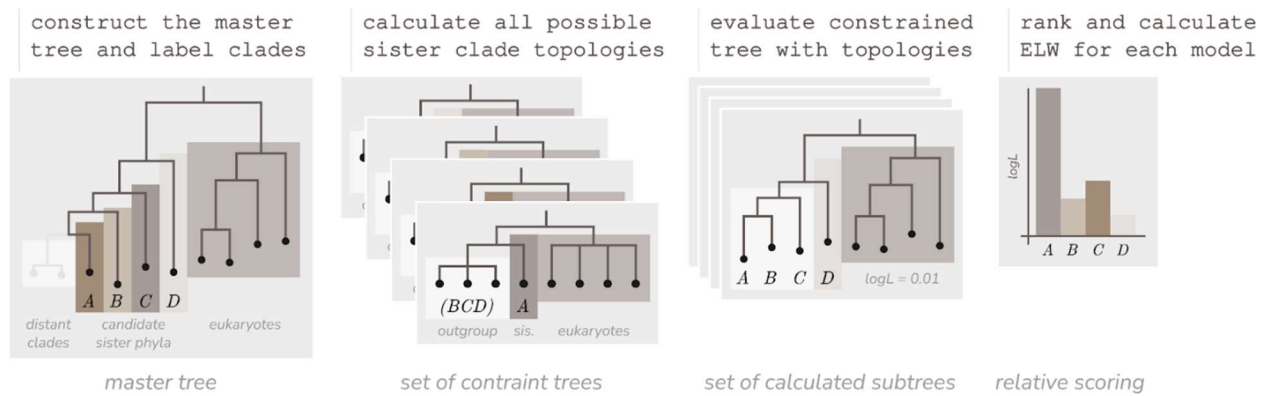 construct the master
tree and label clades
calculate all possible
sister clade topologies
evaluate constrained
tree with topologies
rank and calculate
ELW for each model
A B C D
distant
clades
candidate
sister phyla
eukaryotes
master tree
(BCD) A
outgroup sis. eukaryotes
set of contraint trees
A B C D
logL = 0.01
set of calculated subtrees
logL
A B C D
relative scoring